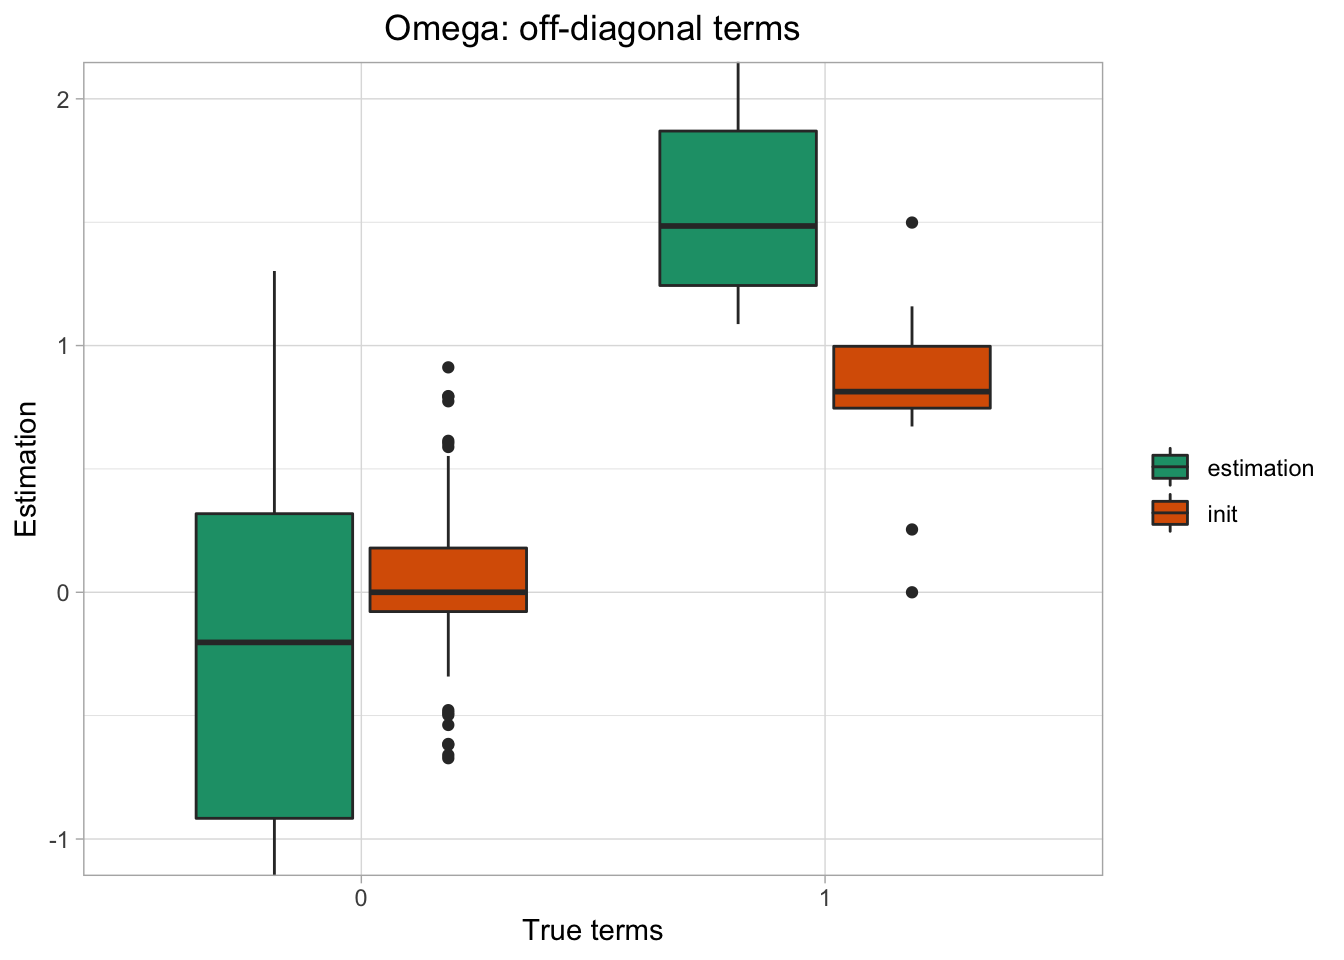 Omega: off-diagonal terms
Estimation
2
1
0
-1
0
1
True terms
estimation
init